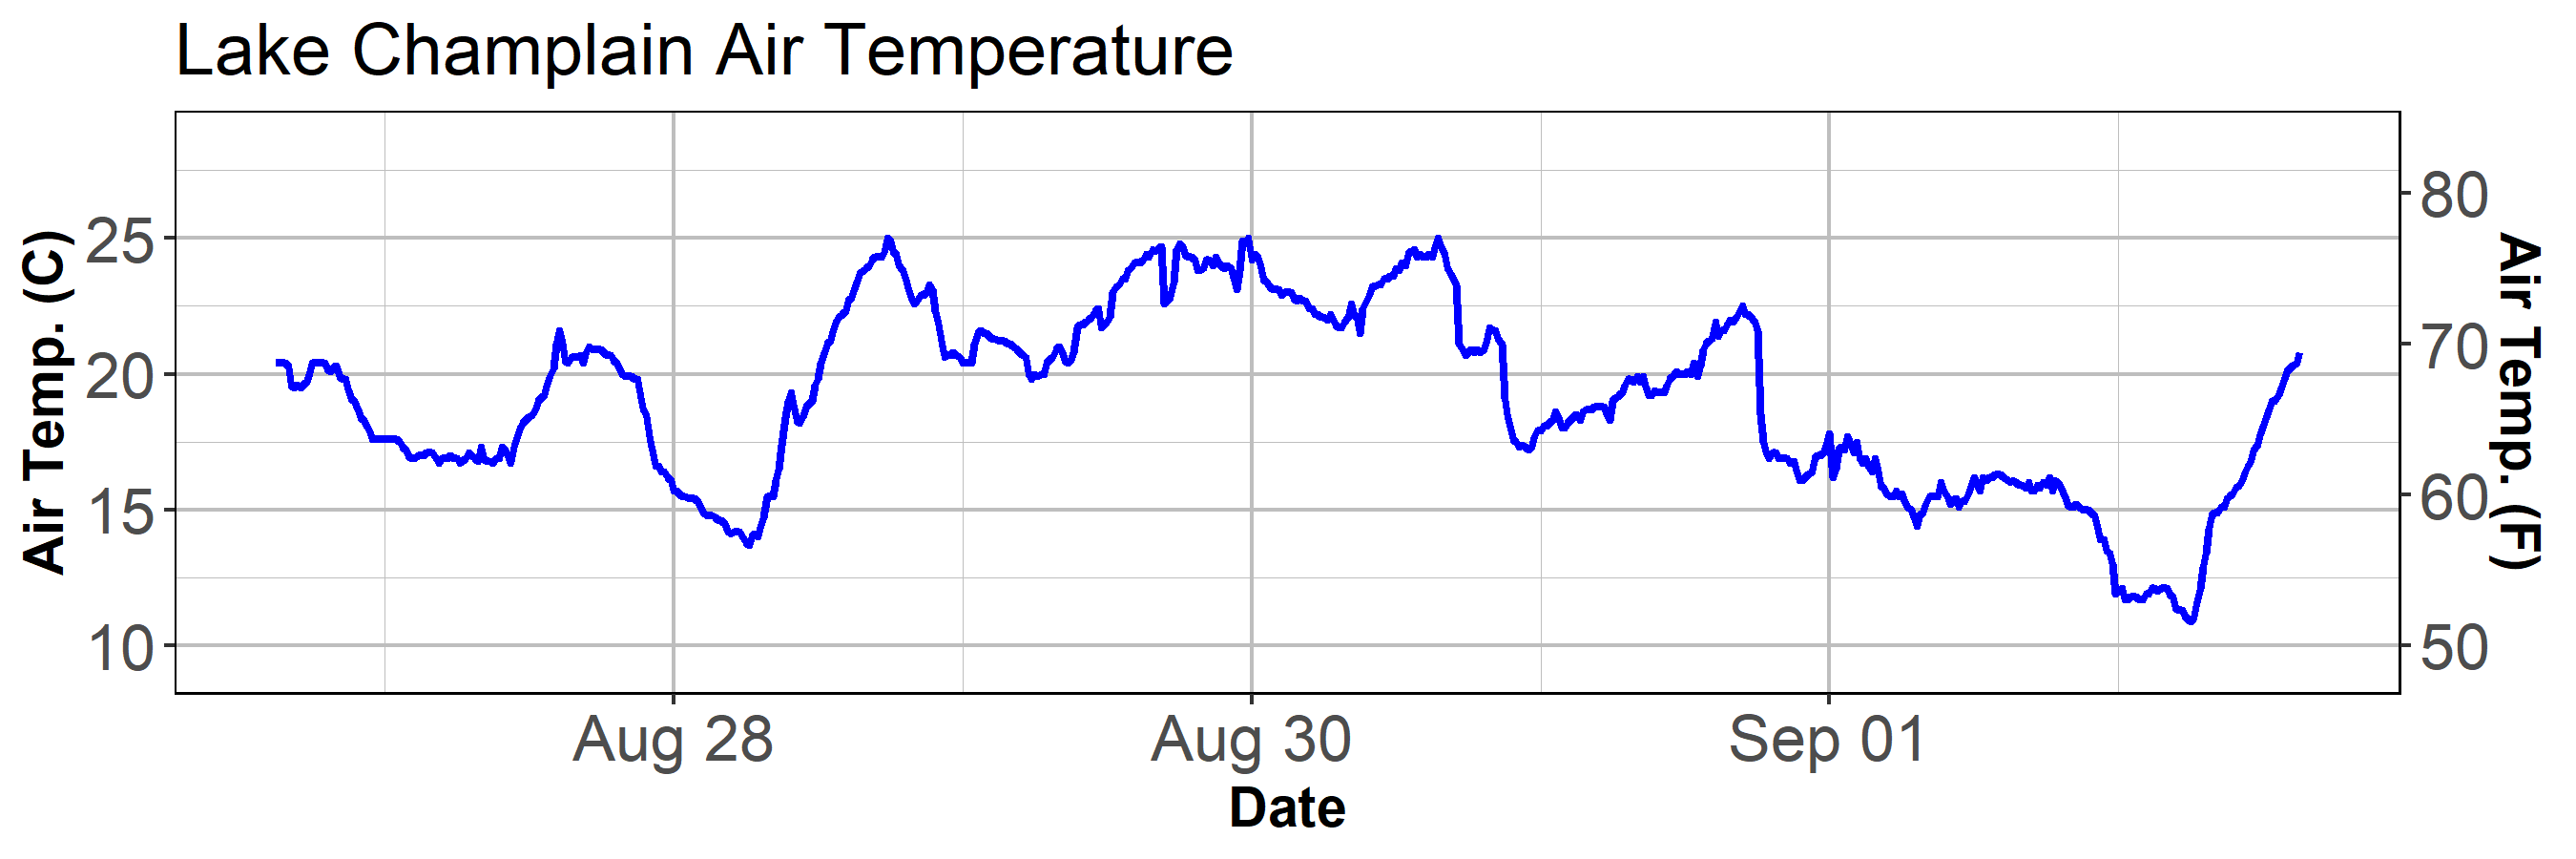 Lake Champlain Air Temperature
Air Temp. (C)
25
20
15
10
80
70
60
50
Air Temp. (F)
Aug 28
Aug 30
Sep 01
Date